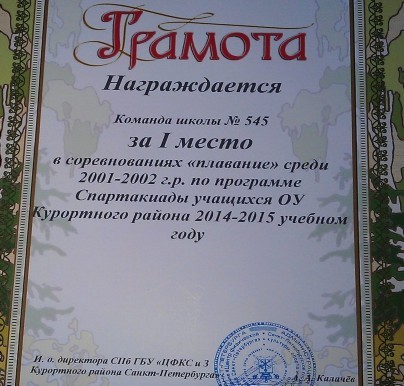 Грамота
Награждается
Команда школы № 545
за I место
в соревнованиях «плавание» среди
2001-2002 г.р. по программе
Спартакиады учащихся ОУ
Курортного района 2014-2015 учебном
году
И. о. директора СПб ГБУ «ЦФКС и З
Курортного района Санкт-Петербурга»
А. А. Калачёв